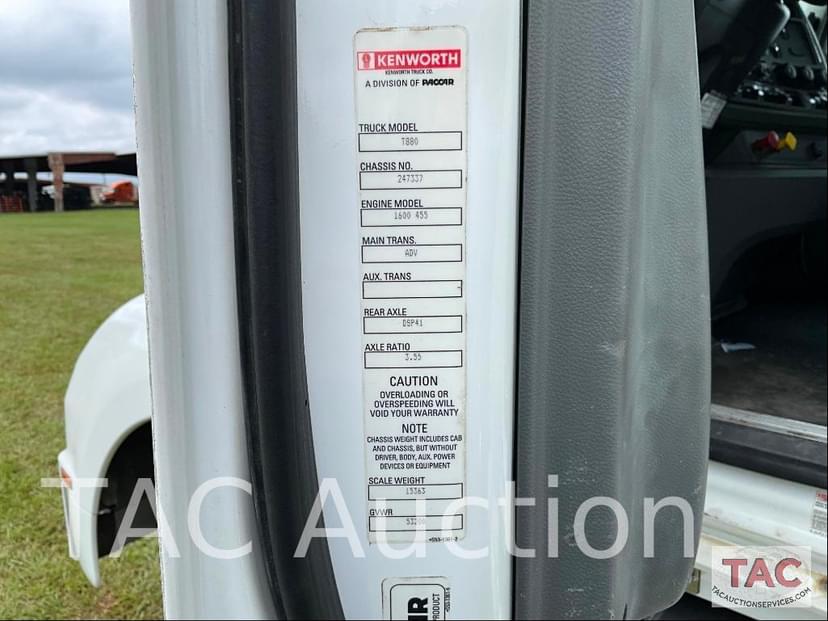 KENWORTH
KENWORTH TRUCK CO.
A DIVISION OF PACCAR
TRUCK MODEL
T880
CHASSIS NO.
247337
ENGINE MODEL
1600 455
MAIN TRANS.
ADV
AUX. TRANS
REAR AXLE
DSP41
AXLE RATIO
3.55
CAUTION
OVERLOADING OR
OVERSPEEDING WILL
VOID YOUR WARRANTY
NOTE
CHASSIS WEIGHT INCLUDES CAB
AND CHASSIS, BUT WITHOUT
DRIVER, BODY, AUX. POWER
DEVICES OR EQUIPMENT
SCALE WEIGHT
15363
GVWR
TAC Auction
TAC
TACAUCTIONSERVICES.COM
PRODUCT